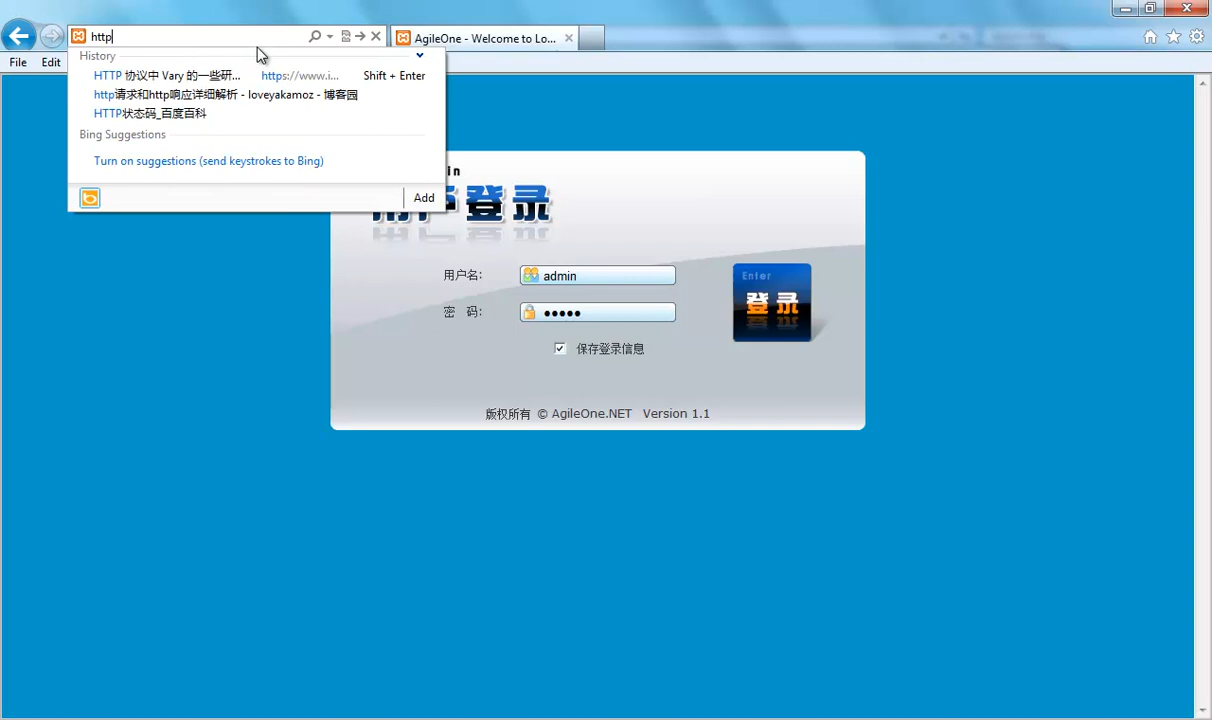 http
AgileOne - Welcome to Lo...
File Edit
History
HTTP 协议中 Vary 的一些研... https://www.i... Shift + Enter
http请求和http响应详细解析 - loveyakamoz - 博客园
HTTP状态码_百度百科
Bing Suggestions
Turn on suggestions (send keystrokes to Bing)
Add
in
登录
用户名: admin
Enter
登录
密 码: •••••
保存登录信息
版权所有 © AgileOne.NET Version 1.1